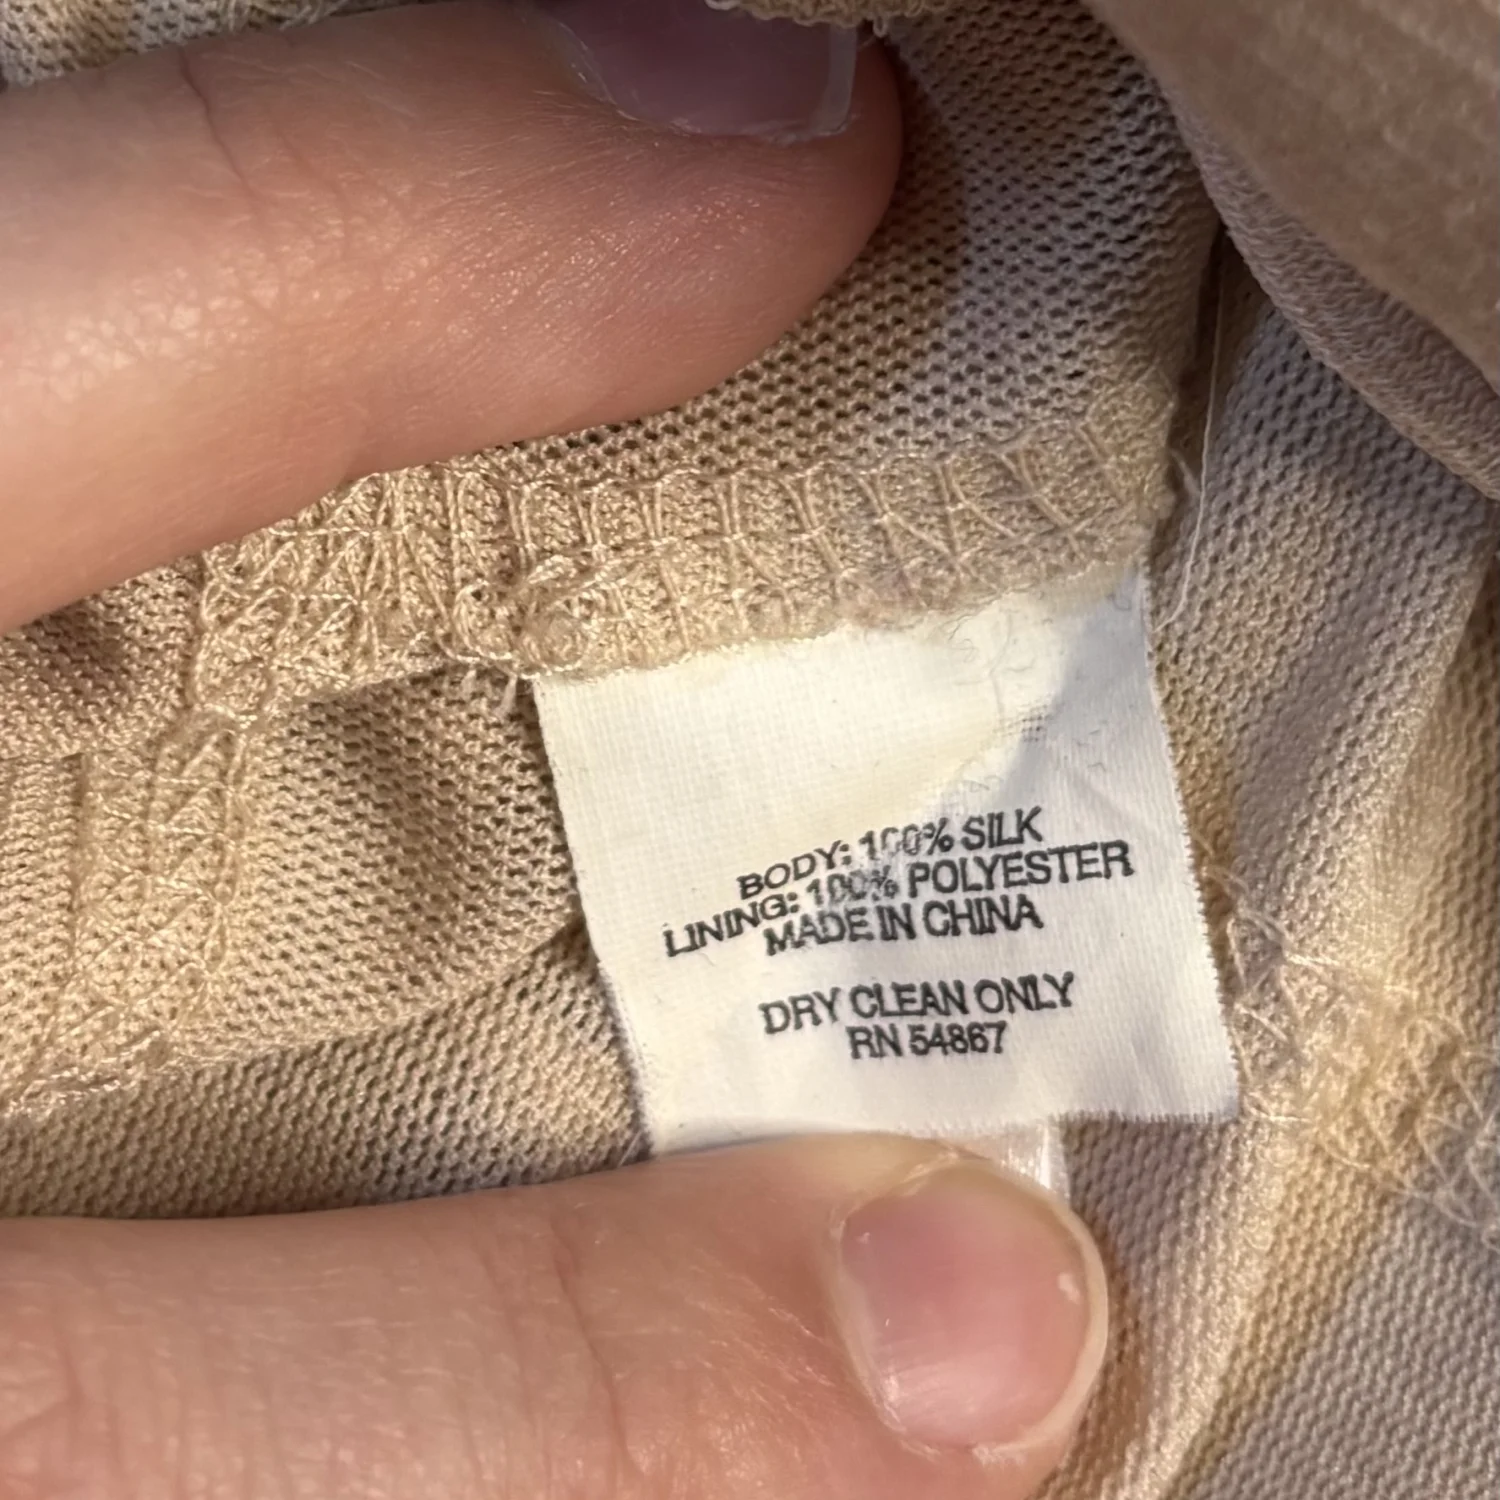 BODY: 100% SILK
LINING: 100% POLYESTER
MADE IN CHINA
DRY CLEAN ONLY
RN 54867